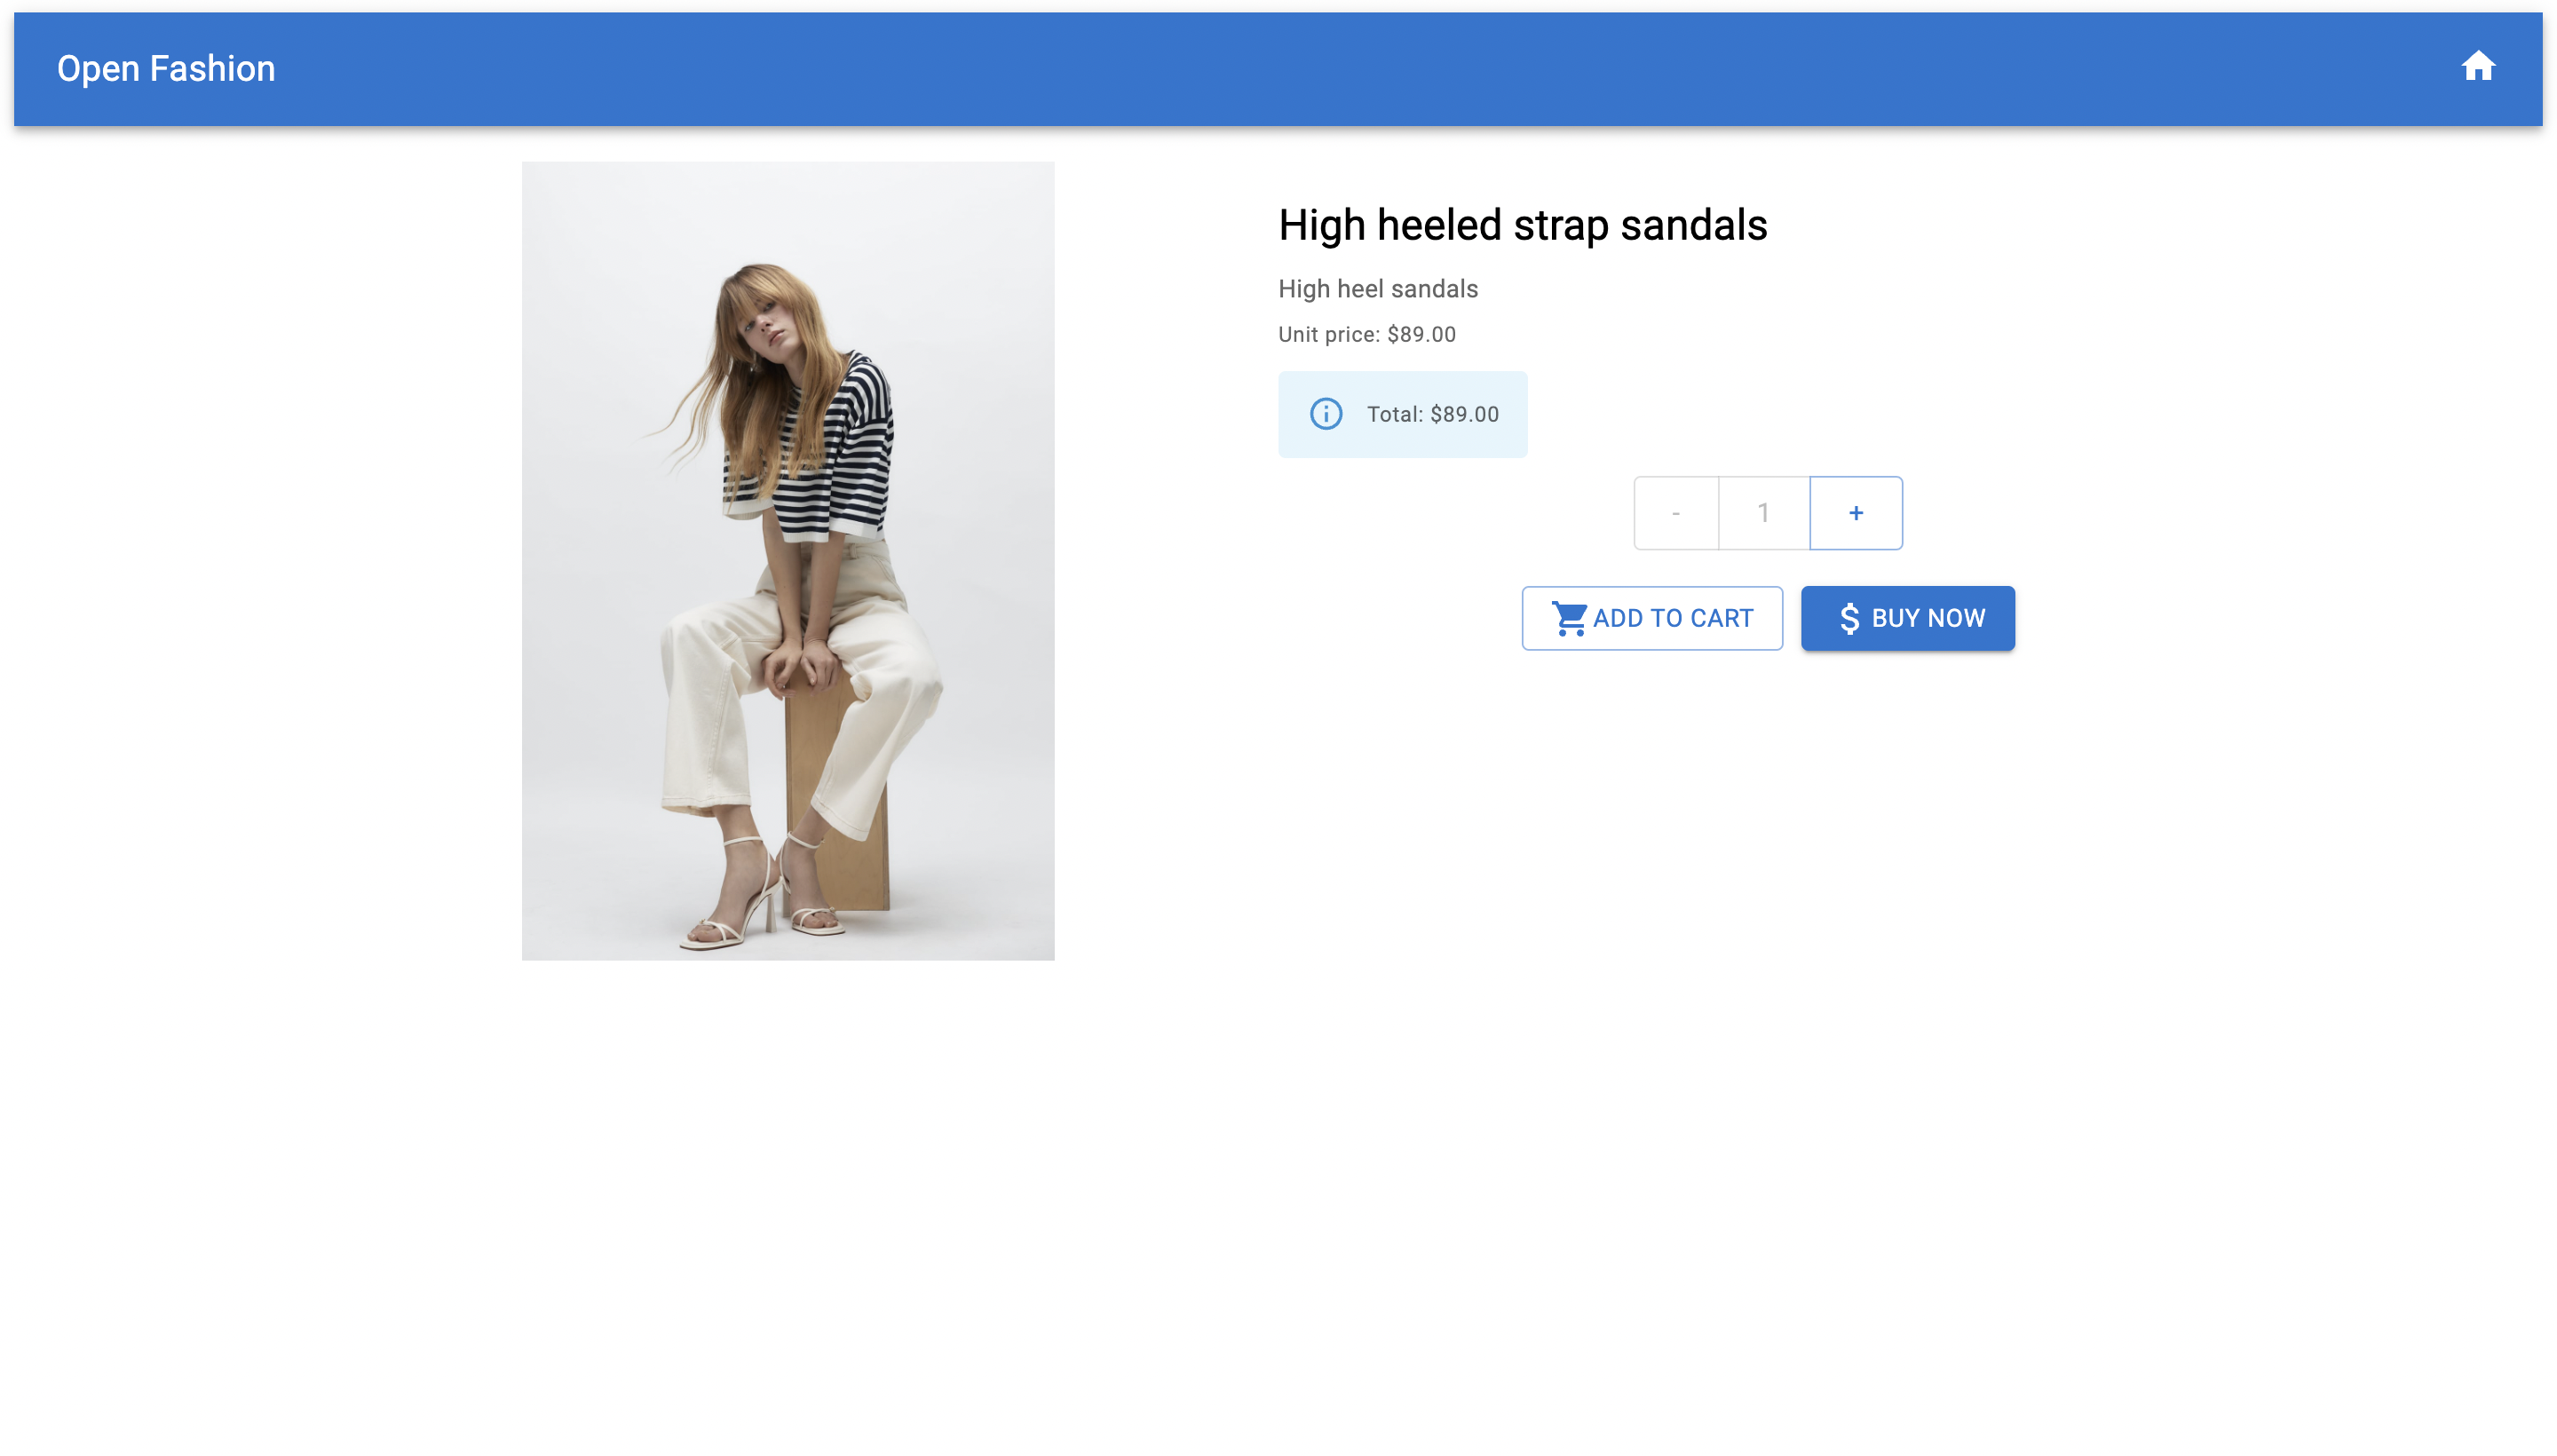 Open Fashion
High heeled strap sandals
High heel sandals
Unit price: $89.00
Total: $89.00
- 1 +
ADD TO CART
$ BUY NOW